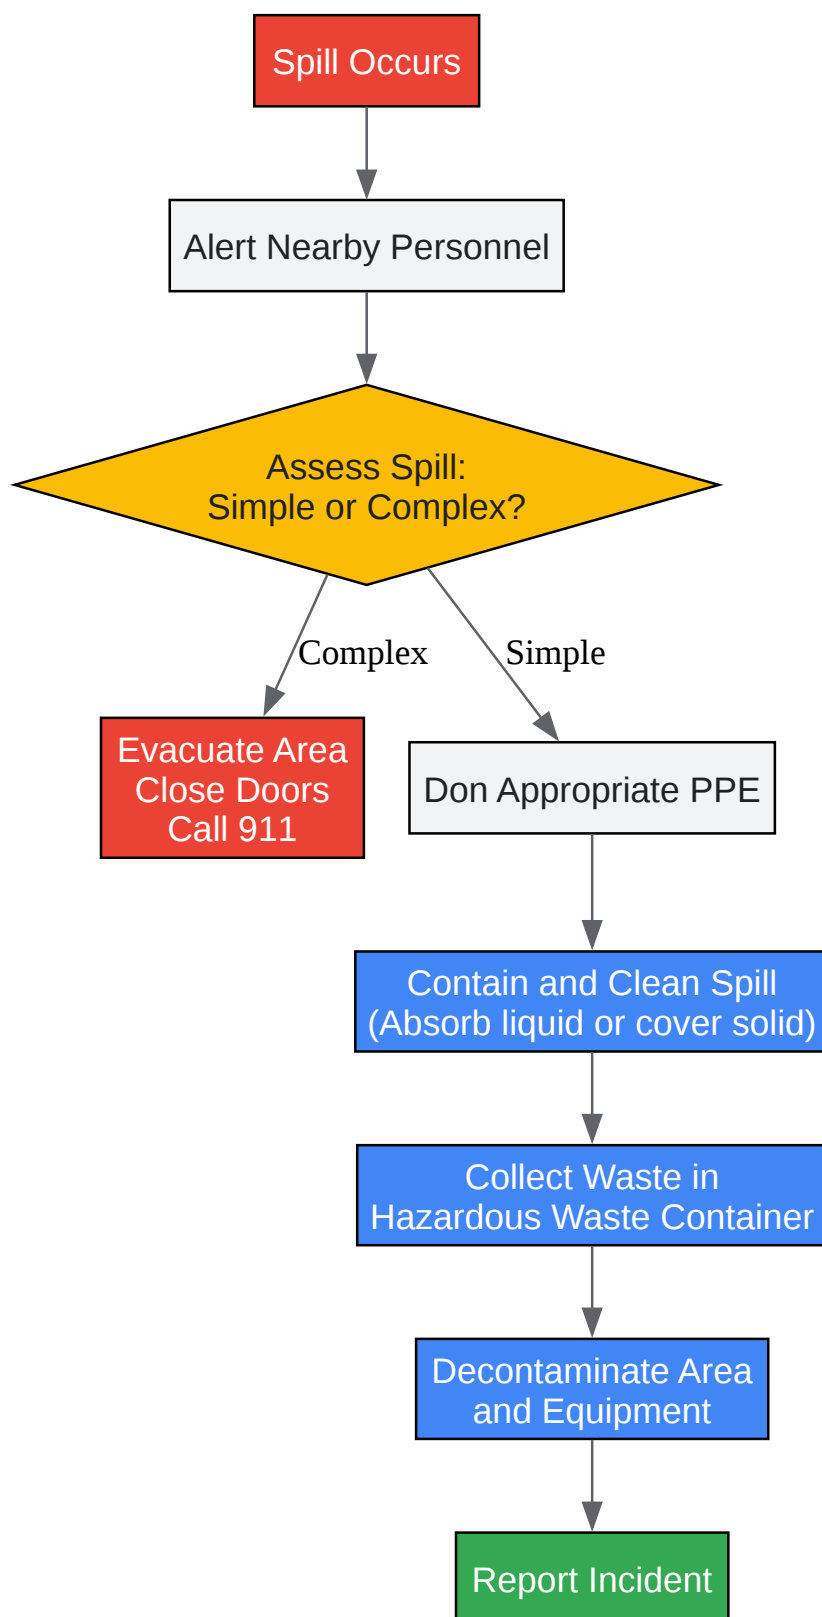 Spill Occurs
Alert Nearby Personnel
Assess Spill:
Simple or Complex?
Complex
Simple
Evacuate Area
Close Doors
Call 911
Don Appropriate PPE
Contain and Clean Spill
(Absorb liquid or cover solid)
Collect Waste in
Hazardous Waste Container
Decontaminate Area
and Equipment
Report Incident